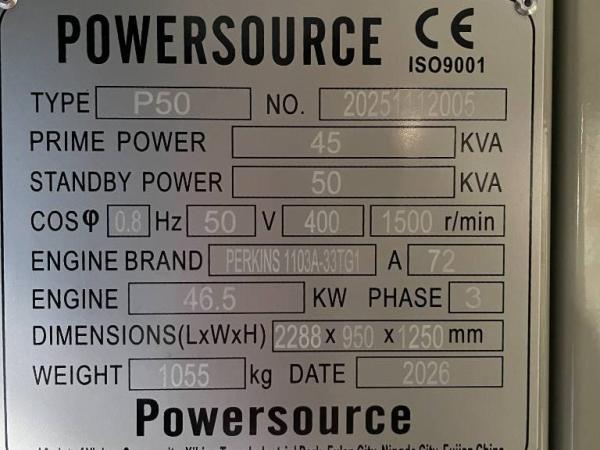 POWERSOURCE CE
ISO9001
TYPE P50 NO. 20251112005
PRIME POWER 45 KVA
STANDBY POWER 50 KVA
COSφ 0.8 Hz 50 V 400 1500 r/min
ENGINE BRAND PERKINS 1103A-33TG1 A 72
ENGINE 46.5 KW PHASE 3
DIMENSIONS(LxWxH) 2288 x 950 x 1250 mm
WEIGHT 1055 kg DATE 2026
Powersource